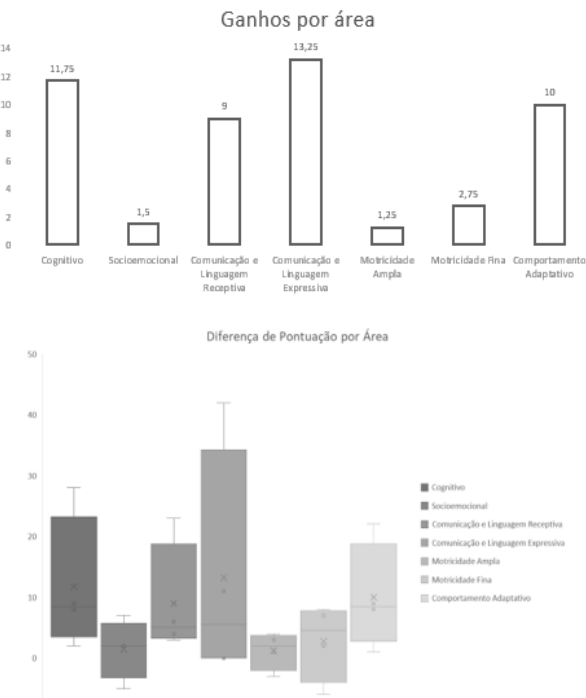 Ganhos por área
14
12
10
8
6
4
2
0
11,75
1,5
9
13,25
1,25
2,75
10
Cognitivo
Socioemocional
Comunicação e
Linguagem
Receptiva
Comunicação e
Linguagem
Expressiva
Motricidade
Ampla
Motricidade Fina
Comportamento
Adaptativo
Diferença de Pontuação por Área
50
40
30
20
10
0
Cognitivo
Socioemocional
Comunicação e Linguagem Receptiva
Comunicação e Linguagem Expressiva
Motricidade Ampla
Motricidade Fina
Comportamento Adaptativo